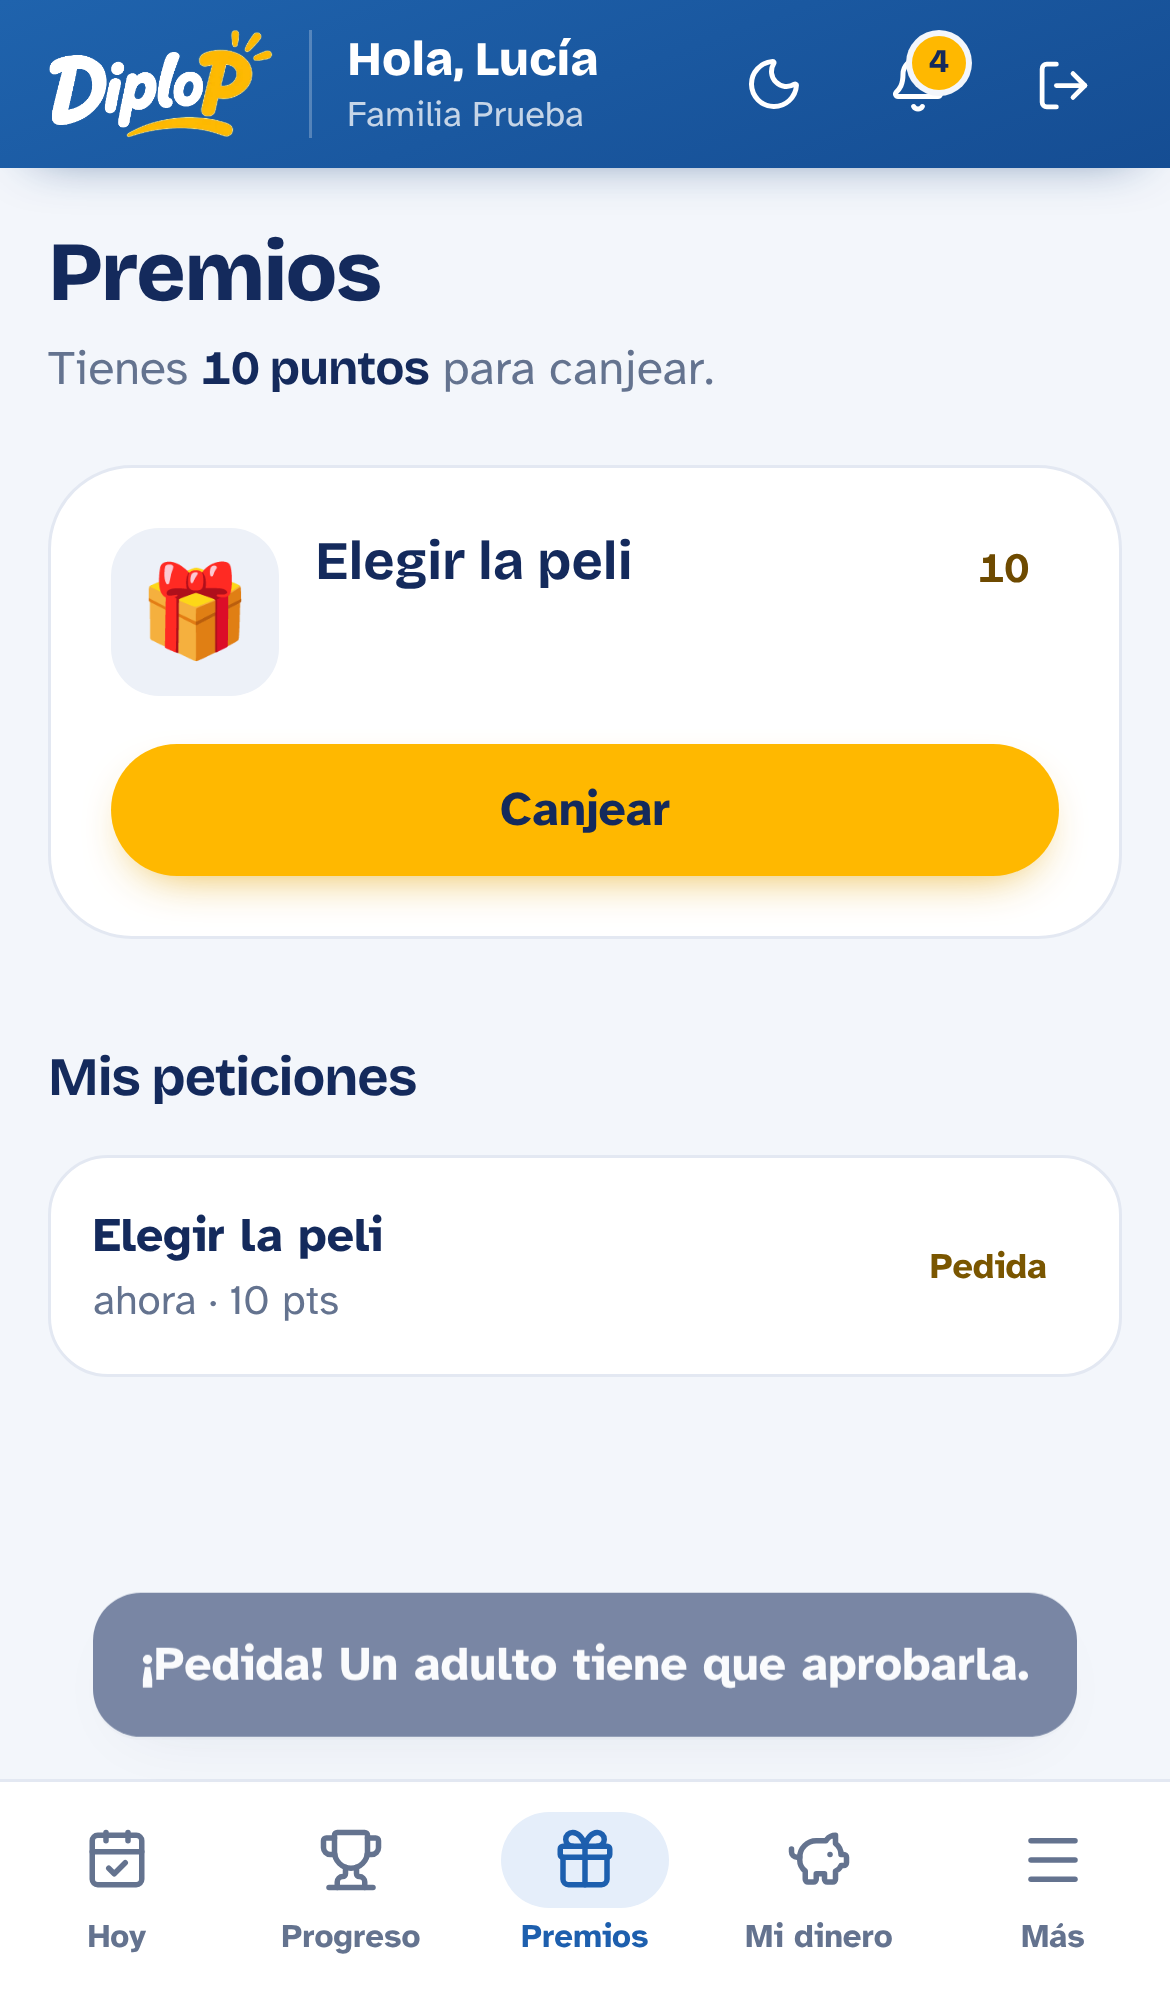 DiploP
Hola, Lucía
Familia Prueba
4
Premios
Tienes 10 puntos para canjear.
Elegir la peli
10
Canjear
Mis peticiones
Elegir la peli
ahora · 10 pts
Pedida
¡Pedida! Un adulto tiene que aprobarla.
Hoy
Progreso
Premios
Mi dinero
Más